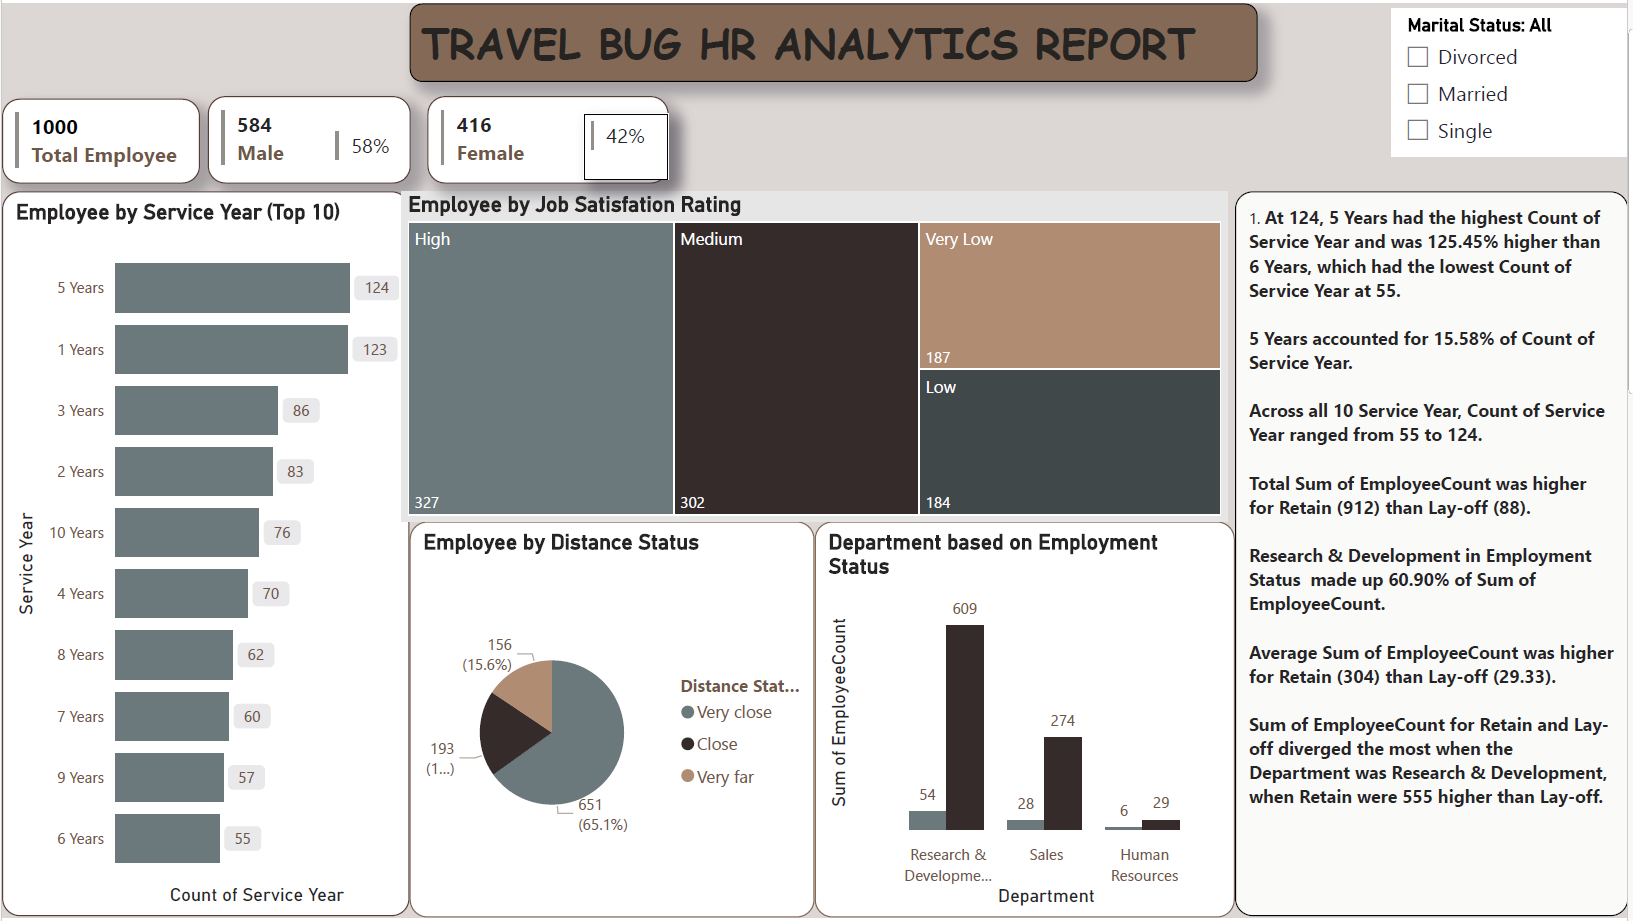 TRAVEL BUG HR ANALYTICS REPORT
Marital Status: All
Divorced
Married
Single
1000
Total Employee
584
Male
58%
416
Female
42%
Employee by Service Year (Top 10)
Service Year
5 Years
124
1 Years
123
3 Years
86
2 Years
83
10 Years
76
4 Years
70
8 Years
62
7 Years
60
9 Years
57
6 Years
55
Count of Service Year
Employee by Job Satisfation Rating
High
327
Medium
302
Very Low
187
Low
184
Employee by Distance Status
156
(15.6%)
193
(1...)
651
(65.1%)
Distance Stat...
Very close
Close
Very far
Department based on Employment
Status
Sum of EmployeeCount
54
609
28
274
6
29
Research &
Developme...
Sales
Human
Resources
Department
1. At 124, 5 Years had the highest Count of
Service Year and was 125.45% higher than
6 Years, which had the lowest Count of
Service Year at 55.
5 Years accounted for 15.58% of Count of
Service Year.
Across all 10 Service Year, Count of Service
Year ranged from 55 to 124.
Total Sum of EmployeeCount was higher
for Retain (912) than Lay-off (88).
Research & Development in Employment
Status  made up 60.90% of Sum of
EmployeeCount.
Average Sum of EmployeeCount was higher
for Retain (304) than Lay-off (29.33).
Sum of EmployeeCount for Retain and Lay-
off diverged the most when the
Department was Research & Development,
when Retain were 555 higher than Lay-off.